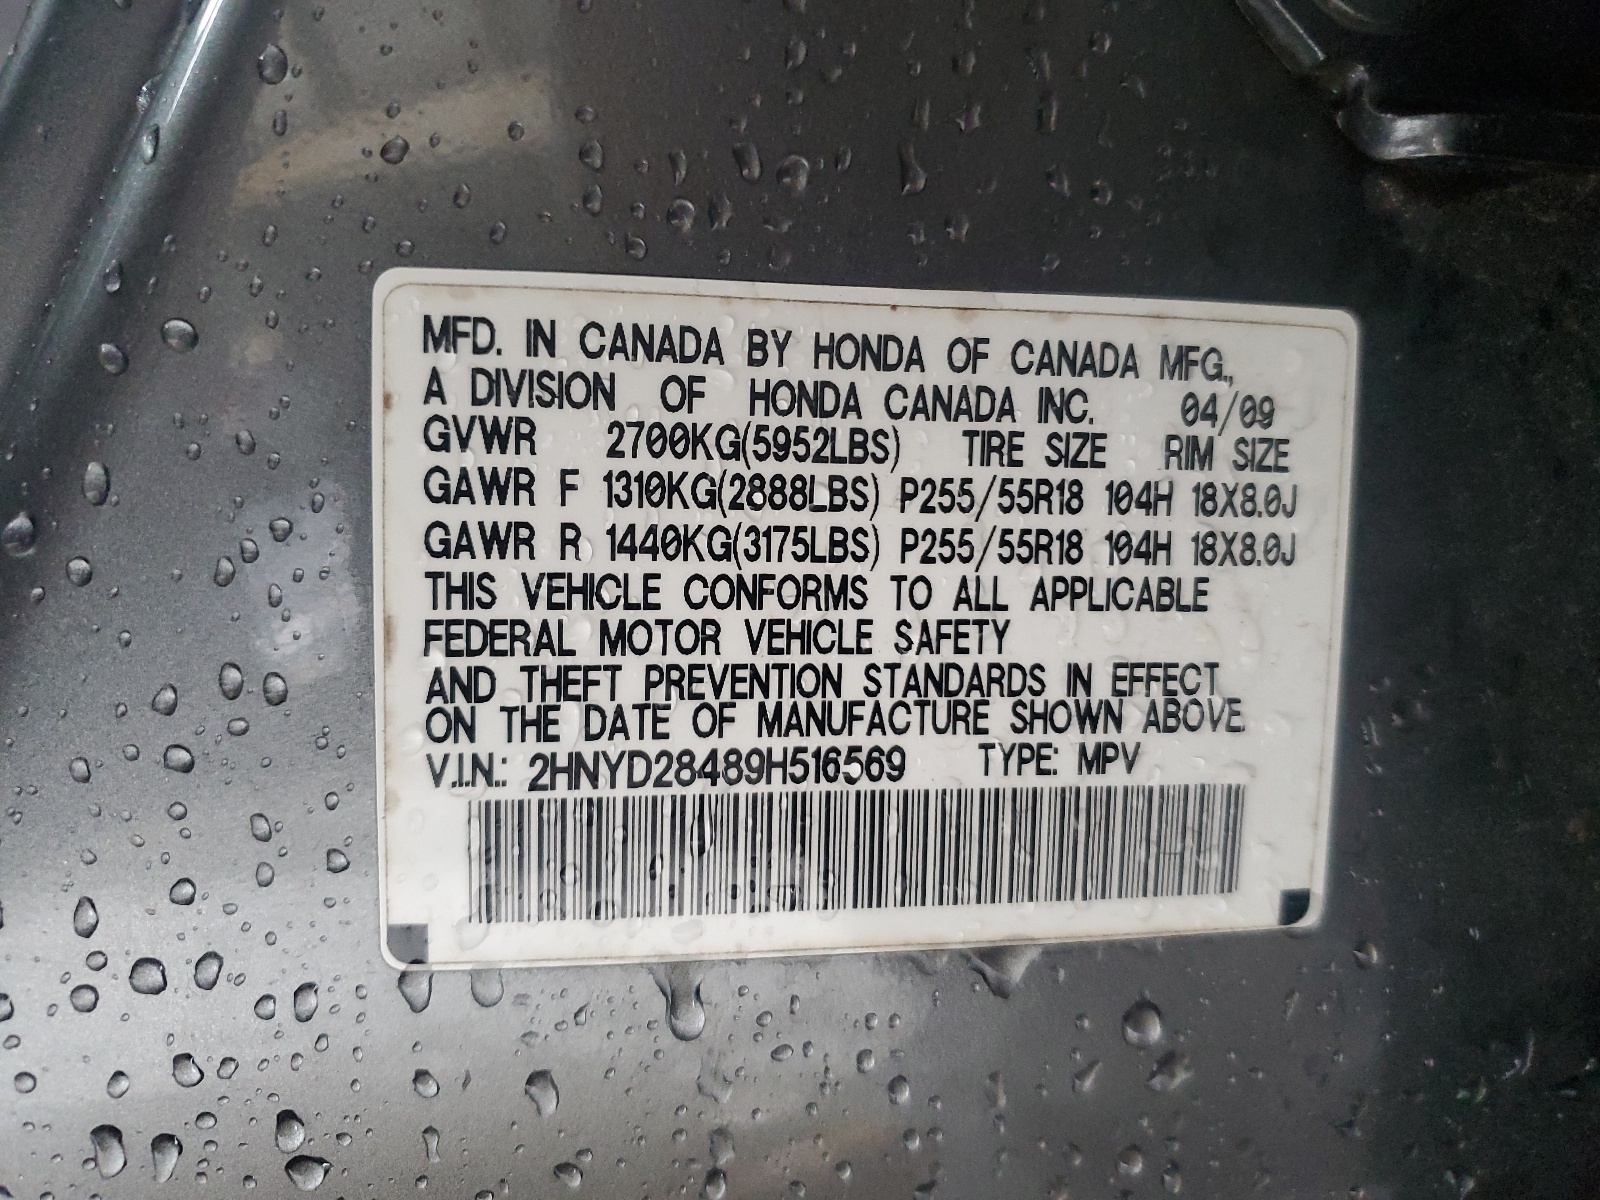 MFD. IN CANADA BY HONDA OF CANADA MFG.,
A DIVISION OF HONDA CANADA INC. 04/09
GVWR 2700KG(5952LBS) TIRE SIZE RIM SIZE
GAWR F 1310KG(2888LBS) P255/55R18 104H 18X8.0J
GAWR R 1440KG(3175LBS) P255/55R18 104H 18X8.0J
THIS VEHICLE CONFORMS TO ALL APPLICABLE
FEDERAL MOTOR VEHICLE SAFETY
AND THEFT PREVENTION STANDARDS IN EFFECT
ON THE DATE OF MANUFACTURE SHOWN ABOVE.
V.I.N.: 2HNYD28489H516569 TYPE: MPV